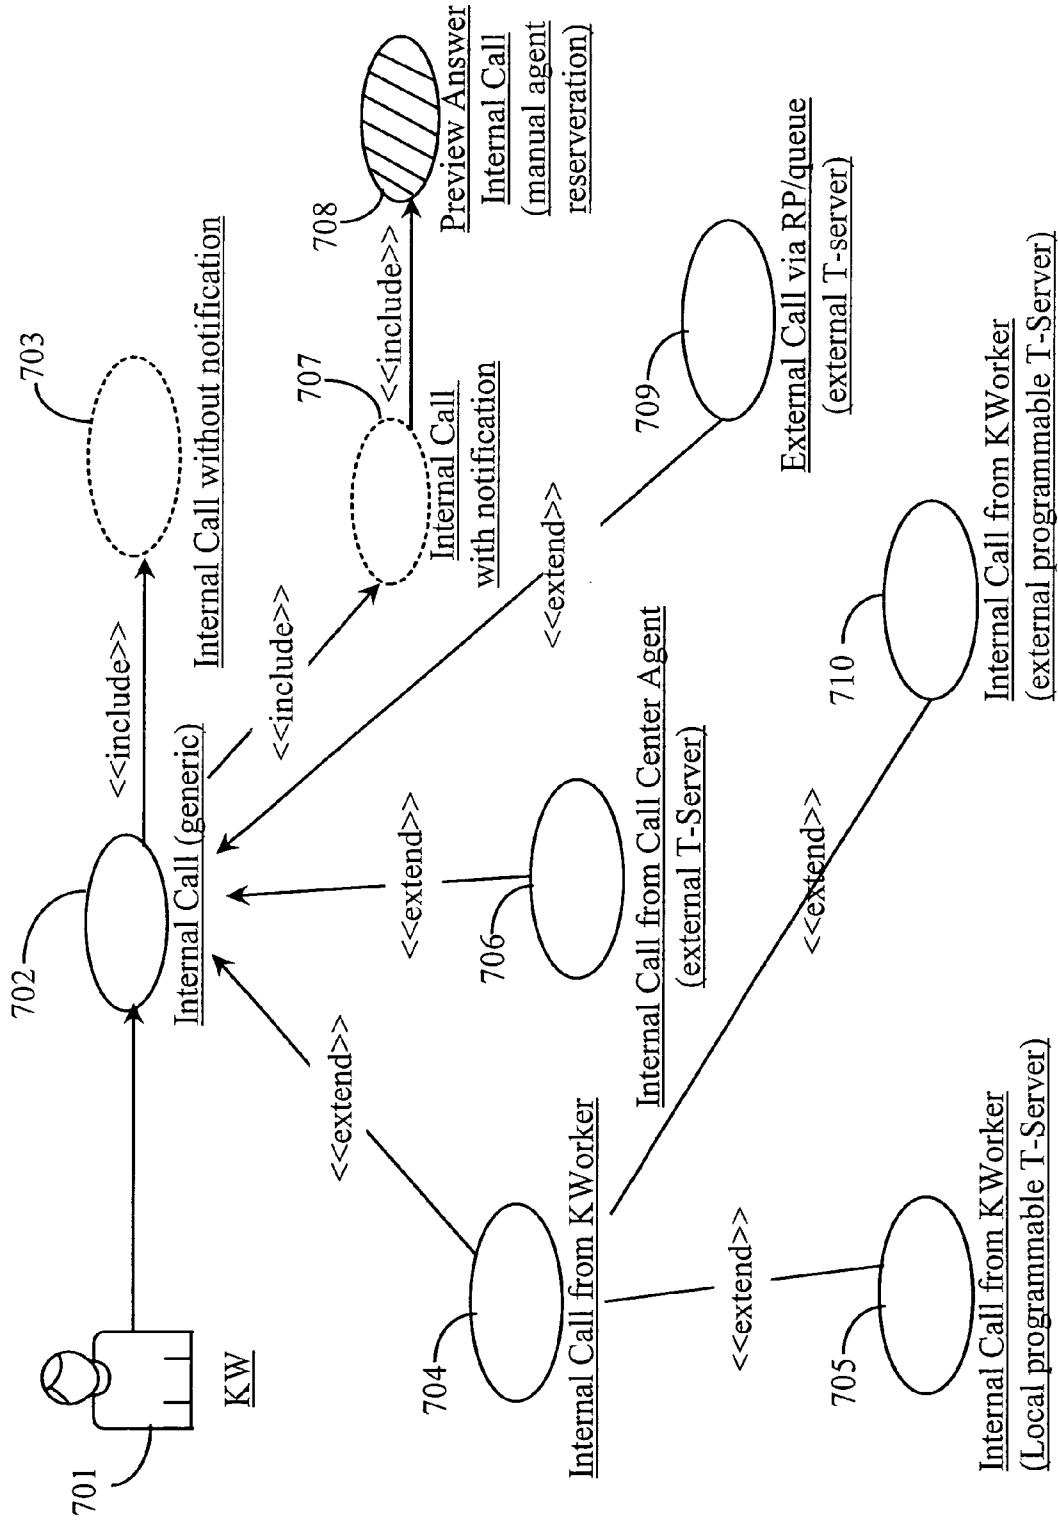 701
KW
702
Internal Call (generic)
<<include>>
703
Internal Call without notification
<<include>>
707
Internal Call
with notification
<<include>>
708
Preview Answer
Internal Call
(manual agent
reserveration)
<<extend>>
704
Internal Call from KWorker
<<extend>>
706
Internal Call from Call Center Agent
(external T-Server)
<<extend>>
709
External Call via RP/queue
(external T-server)
<<extend>>
705
Internal Call from KWorker
(Local programmable T-Server)
<<extend>>
710
Internal Call from KWorker
(external programmable T-Server)